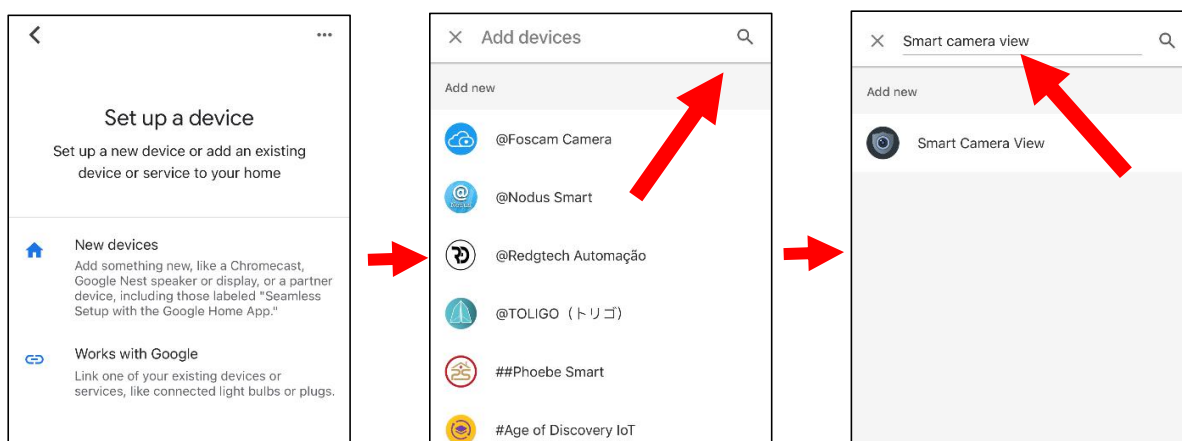 Set up a device
Set up a new device or add an existing
device or service to your home
New devices
Add something new, like a Chromecast,
Google Nest speaker or display, or a partner
device, including those labeled "Seamless
Setup with the Google Home App."
Works with Google
Link one of your existing devices or
services, like connected light bulbs or plugs.
Add devices
Add new
@Foscam Camera
@Nodus Smart
@Redgtech Automação
@TOLIGO（トリゴ）
##Phoebe Smart
#Age of Discovery IoT
Smart camera view
Add new
Smart Camera View